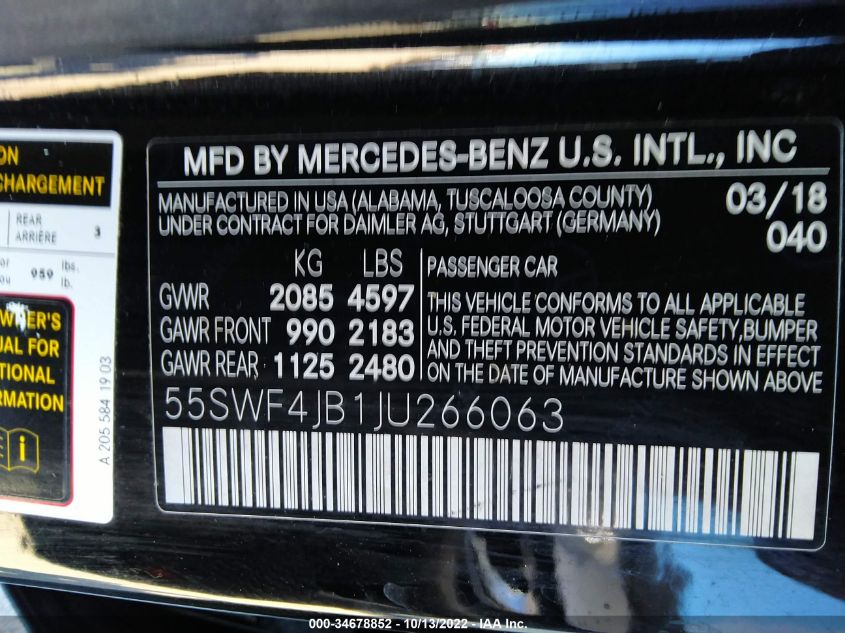 ON
CHARGEMENT
REAR
ARRIÈRE 3
or
ou 959 lbs.
lb.
WNER'S
UAL FOR
TIONAL
RMATION
A 205 584 19 03
MFD BY MERCEDES-BENZ U.S. INTL., INC
MANUFACTURED IN USA (ALABAMA, TUSCALOOSA COUNTY) 03/18
UNDER CONTRACT FOR DAIMLER AG, STUTTGART (GERMANY) 040
KG LBS
GVWR 2085 4597
GAWR FRONT 990 2183
GAWR REAR 1125 2480
PASSENGER CAR
THIS VEHICLE CONFORMS TO ALL APPLICABLE
U.S. FEDERAL MOTOR VEHICLE SAFETY,BUMPER
AND THEFT PREVENTION STANDARDS IN EFFECT
ON THE DATE OF MANUFACTURE SHOWN ABOVE
55SWF4JB1JU266063
000-34678852 - 10/13/2022 - IAA Inc.